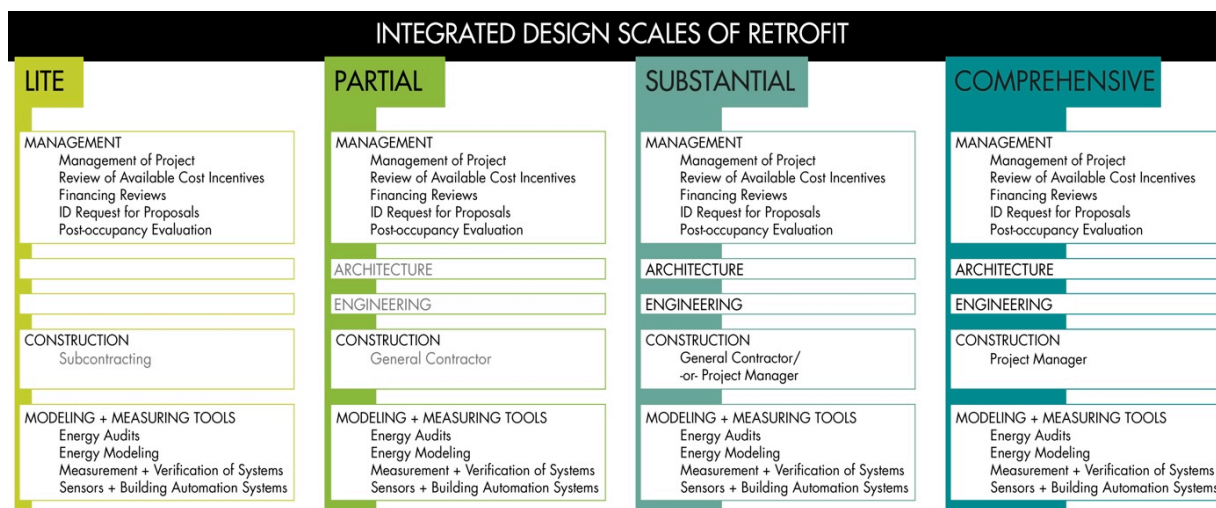 INTEGRATED DESIGN SCALES OF RETROFIT
LITE
MANAGEMENT
Management of Project
Review of Available Cost Incentives
Financing Reviews
ID Request for Proposals
Post-occupancy Evaluation
CONSTRUCTION
Subcontracting
MODELING + MEASURING TOOLS
Energy Audits
Energy Modeling
Measurement + Verification of Systems
Sensors + Building Automation Systems
PARTIAL
MANAGEMENT
Management of Project
Review of Available Cost Incentives
Financing Reviews
ID Request for Proposals
Post-occupancy Evaluation
ARCHITECTURE
ENGINEERING
CONSTRUCTION
General Contractor
MODELING + MEASURING TOOLS
Energy Audits
Energy Modeling
Measurement + Verification of Systems
Sensors + Building Automation Systems
SUBSTANTIAL
MANAGEMENT
Management of Project
Review of Available Cost Incentives
Financing Reviews
ID Request for Proposals
Post-occupancy Evaluation
ARCHITECTURE
ENGINEERING
CONSTRUCTION
General Contractor/
-or- Project Manager
MODELING + MEASURING TOOLS
Energy Audits
Energy Modeling
Measurement + Verification of Systems
Sensors + Building Automation Systems
COMPREHENSIVE
MANAGEMENT
Management of Project
Review of Available Cost Incentives
Financing Reviews
ID Request for Proposals
Post-occupancy Evaluation
ARCHITECTURE
ENGINEERING
CONSTRUCTION
Project Manager
MODELING + MEASURING TOOLS
Energy Audits
Energy Modeling
Measurement + Verification of Systems
Sensors + Building Automation Systems